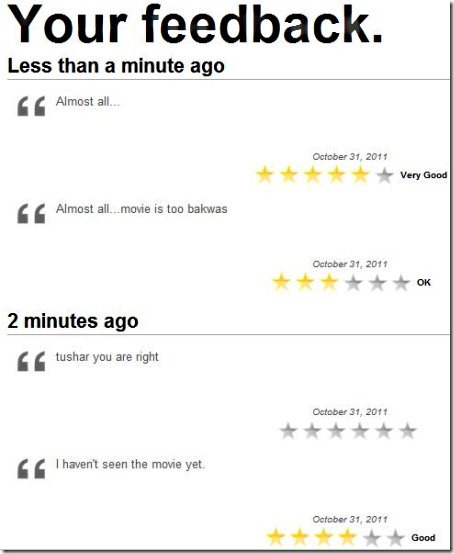 Your feedback.
Less than a minute ago
Almost all...
October 31, 2011
Very Good
Almost all...movie is too bakwas
October 31, 2011
OK
2 minutes ago
tushar you are right
October 31, 2011
I haven't seen the movie yet.
October 31, 2011
Good